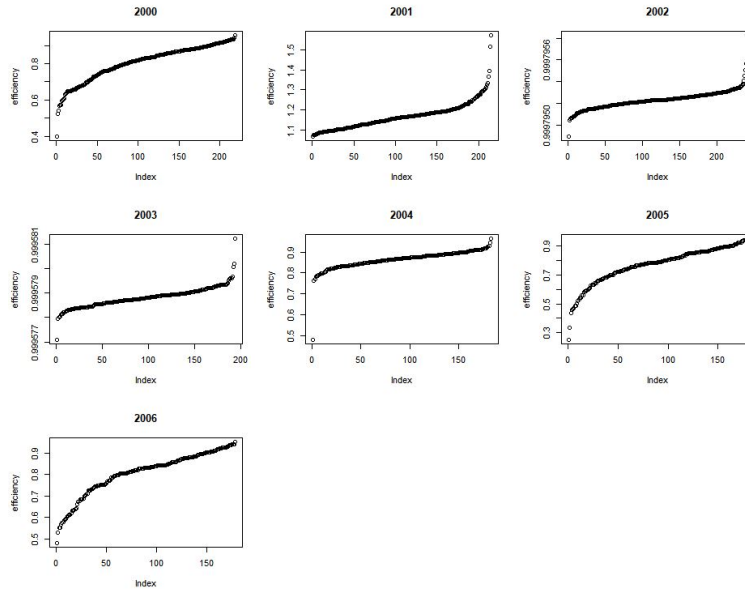 2000
efficiency
0.4 0.6 0.8
0 50 100 150 200
Index
2001
efficiency
1.1 1.2 1.3 1.4 1.5
0 50 100 150 200
Index
2002
efficiency
0.9997950 0.9997956
0 50 100 150 200
Index
2003
efficiency
0.999577 0.999579 0.999581
0 50 100 150 200
Index
2004
efficiency
0.5 0.6 0.7 0.8 0.9
0 50 100 150
Index
2005
efficiency
0.3 0.5 0.7 0.9
0 50 100 150
Index
2006
efficiency
0.5 0.6 0.7 0.8 0.9
0 50 100 150
Index